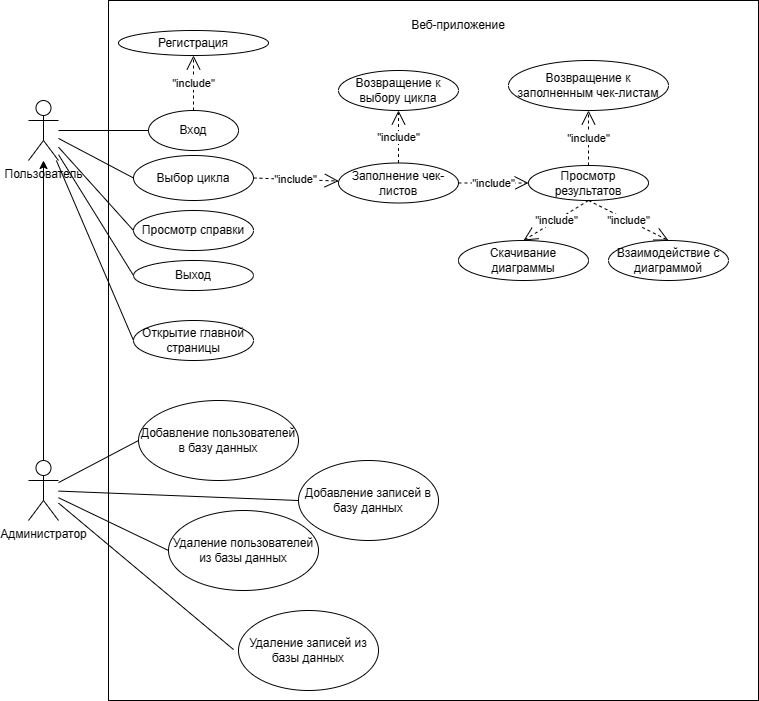 Веб-приложение
Регистрация
"include"
Вход
Пользователь
Выбор цикла
"include"
Возвращение к
выбору цикла
"include"
Заполнение чек-
листов
"include"
Возвращение к
заполненным чек-листам
"include"
Просмотр
результатов
"include"
"include"
Скачивание
диаграммы
Взаимодействие с
диаграммой
Просмотр справки
Выход
Открытие главной
страницы
Администратор
Добавление пользователей
в базу данных
Добавление записей в
базу данных
Удаление пользователей
из базы данных
Удаление записей из
базы данных